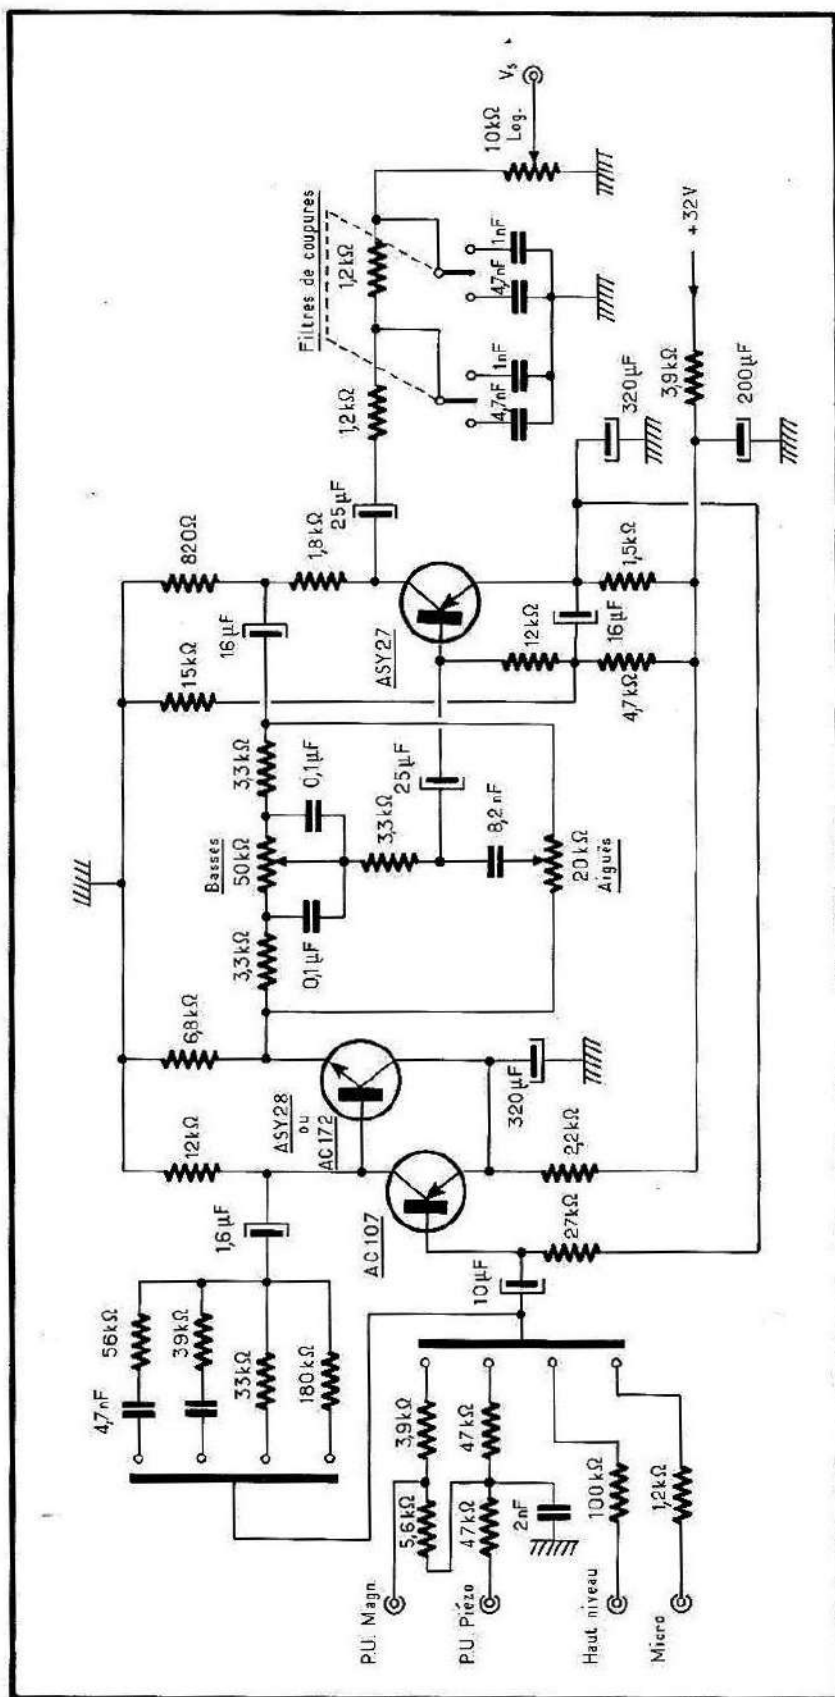 4,7nF
56kΩ
39kΩ
33kΩ
180kΩ
1,6µF
12kΩ
6,8kΩ
15kΩ
820Ω
16µF
1,8kΩ
25µF
Filtres de coupures
1,2kΩ
1,2kΩ
4,7nF
1nF
4,7nF
1nF
10kΩ
Log.
Vs
Basses
3,3kΩ
50kΩ
3,3kΩ
0,1µF
0,1µF
3,3kΩ
25µF
8,2nF
20kΩ
Aiguës
ASY28
ou
AC172
ASY27
AC107
P.U. Magn.
5,6kΩ
3,9kΩ
10µF
P.U. Piézo
47kΩ
47kΩ
2nF
Haut niveau
100kΩ
Micro
1,2kΩ
27kΩ
2,2kΩ
320µF
12kΩ
16µF
4,7kΩ
1,5kΩ
320µF
3,9kΩ
+32V
200µF